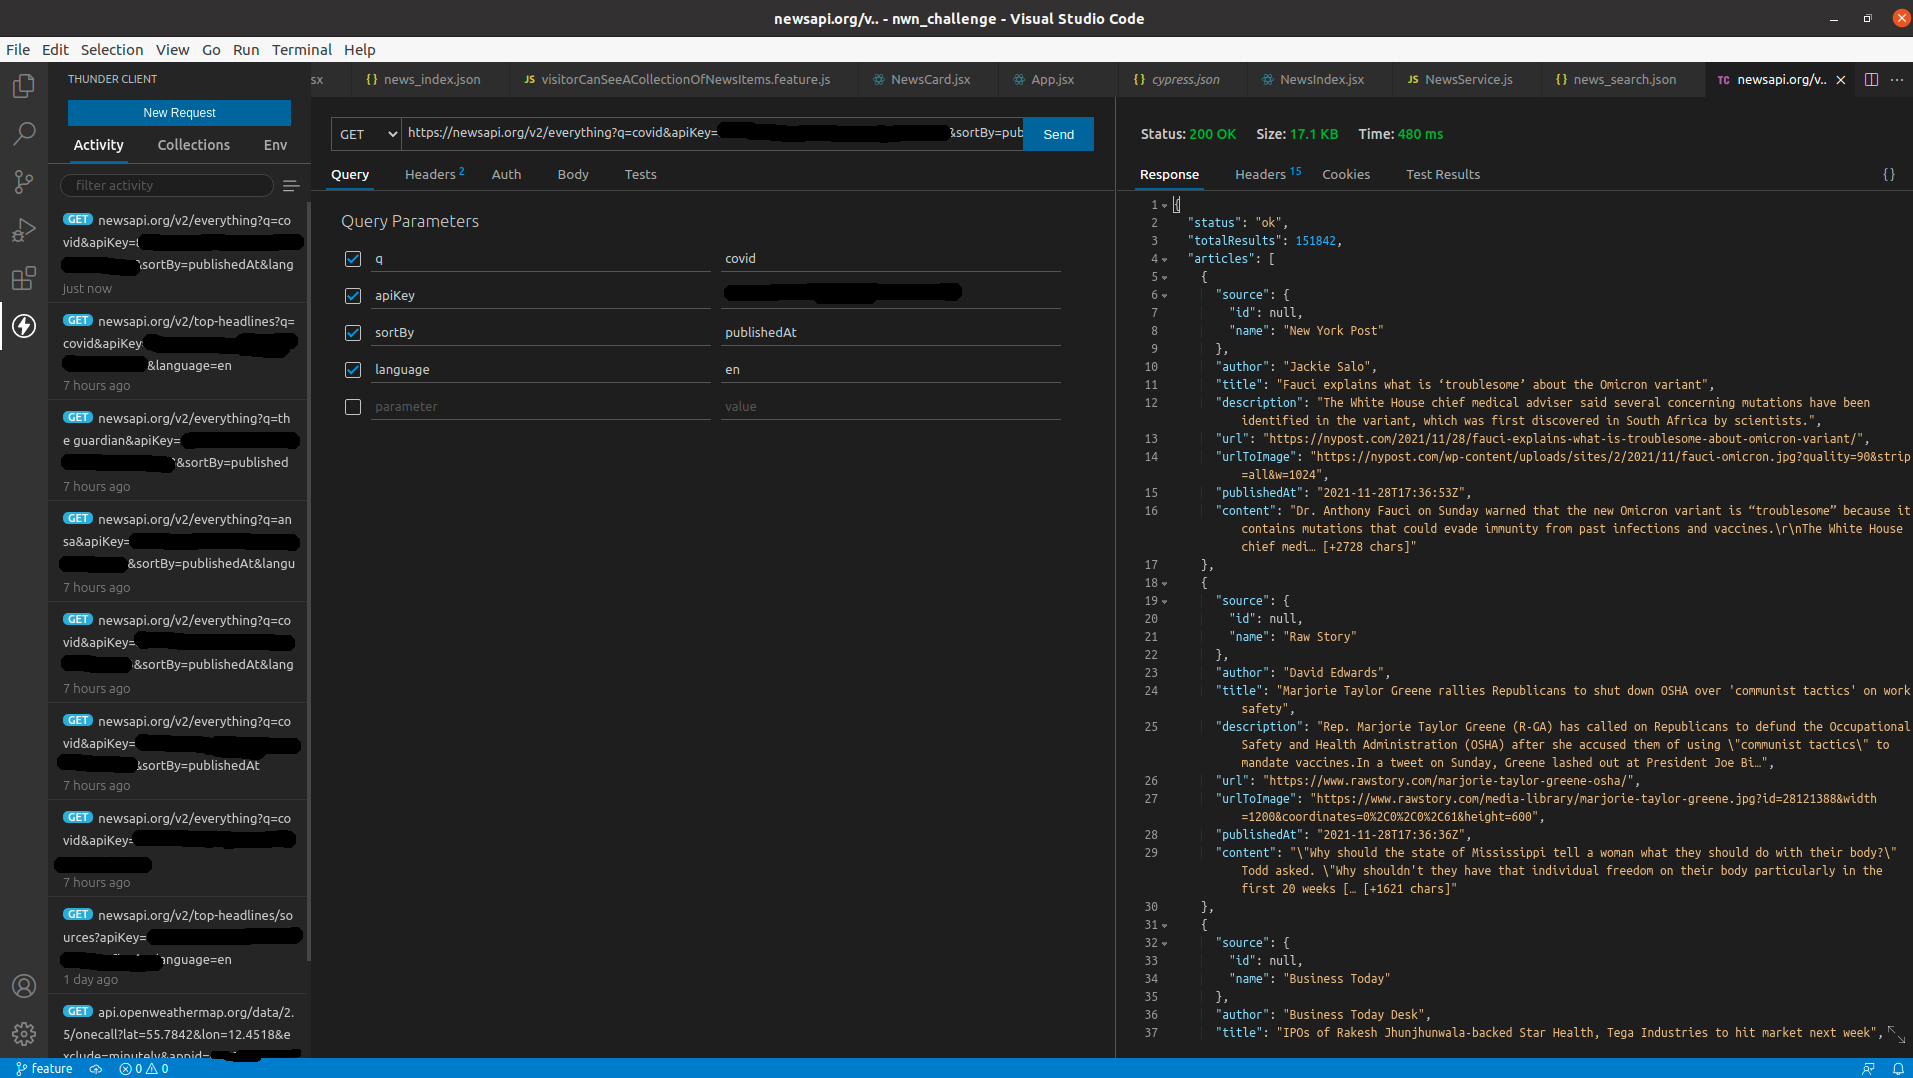 newsapi.org/v.. - nwn_challenge - Visual Studio Code
File Edit Selection View Go Run Terminal Help
THUNDER CLIENT
New Request
Activity Collections Env
filter activity
GET newsapi.org/v2/everything?q=co
vid&apiKey=
&sortBy=publishedAt&lang
just now
GET newsapi.org/v2/top-headlines?q=
covid&apiKey
&language=en
7 hours ago
GET newsapi.org/v2/everything?q=th
e guardian&apiKey=
&sortBy=published
7 hours ago
GET newsapi.org/v2/everything?q=an
sa&apiKey=
&sortBy=publishedAt&langu
7 hours ago
GET newsapi.org/v2/everything?q=co
vid&apiKey=
&sortBy=publishedAt&lang
7 hours ago
GET newsapi.org/v2/everything?q=co
vid&apiKey=
&sortBy=publishedAt
7 hours ago
GET newsapi.org/v2/everything?q=co
vid&apiKey=
7 hours ago
GET newsapi.org/v2/top-headlines/so
urces?apiKey=
anguage=en
1 day ago
GET api.openweathermap.org/data/2.
5/onecall?lat=55.7842&lon=12.4518&e
xclude=minutely&appid=
sx {} news_index.json JS visitorCanSeeACollectionOfNewsItems.feature.js NewsCard.jsx App.jsx {} cypress.json NewsIndex.jsx JS NewsService.js {} news_search.json TC newsapi.org/v..
GET https://newsapi.org/v2/everything?q=covid&apiKey= &sortBy=pub Send
Query Headers 2 Auth Body Tests
Query Parameters
q covid
apiKey
sortBy publishedAt
language en
parameter value
Status: 200 OK Size: 17.1 KB Time: 480 ms
Response Headers 15 Cookies Test Results {}
1 {
2 "status": "ok",
3 "totalResults": 151842,
4 "articles": [
5 {
6 "source": {
7 "id": null,
8 "name": "New York Post"
9 },
10 "author": "Jackie Salo",
11 "title": "Fauci explains what is ‘troublesome’ about the Omicron variant",
12 "description": "The White House chief medical adviser said several concerning mutations have been
identified in the variant, which was first discovered in South Africa by scientists.",
13 "url": "https://nypost.com/2021/11/28/fauci-explains-what-is-troublesome-about-omicron-variant/",
14 "urlToImage": "https://nypost.com/wp-content/uploads/sites/2/2021/11/fauci-omicron.jpg?quality=90&strip
=all&w=1024",
15 "publishedAt": "2021-11-28T17:36:53Z",
16 "content": "Dr. Anthony Fauci on Sunday warned that the new Omicron variant is “troublesome” because it
contains mutations that could evade immunity from past infections and vaccines.\r\nThe White House
chief medi… [+2728 chars]"
17 },
18 {
19 "source": {
20 "id": null,
21 "name": "Raw Story"
22 },
23 "author": "David Edwards",
24 "title": "Marjorie Taylor Greene rallies Republicans to shut down OSHA over 'communist tactics' on work
safety",
25 "description": "Rep. Marjorie Taylor Greene (R-GA) has called on Republicans to defund the Occupational
Safety and Health Administration (OSHA) after she accused them of using \"communist tactics\" to
mandate vaccines.In a tweet on Sunday, Greene lashed out at President Joe Bi…",
26 "url": "https://www.rawstory.com/marjorie-taylor-greene-osha/",
27 "urlToImage": "https://www.rawstory.com/media-library/marjorie-taylor-greene.jpg?id=28121388&width
=1200&coordinates=0%2C0%2C0%2C61&height=600",
28 "publishedAt": "2021-11-28T17:36:36Z",
29 "content": "\"Why should the state of Mississippi tell a woman what they should do with their body?\"
Todd asked. \"Why shouldn't they have that individual freedom on their body particularly in the
first 20 weeks [… [+1621 chars]"
30 },
31 {
32 "source": {
33 "id": null,
34 "name": "Business Today"
35 },
36 "author": "Business Today Desk",
37 "title": "IPOs of Rakesh Jhunjhunwala-backed Star Health, Tega Industries to hit market next week",
feature 0 0